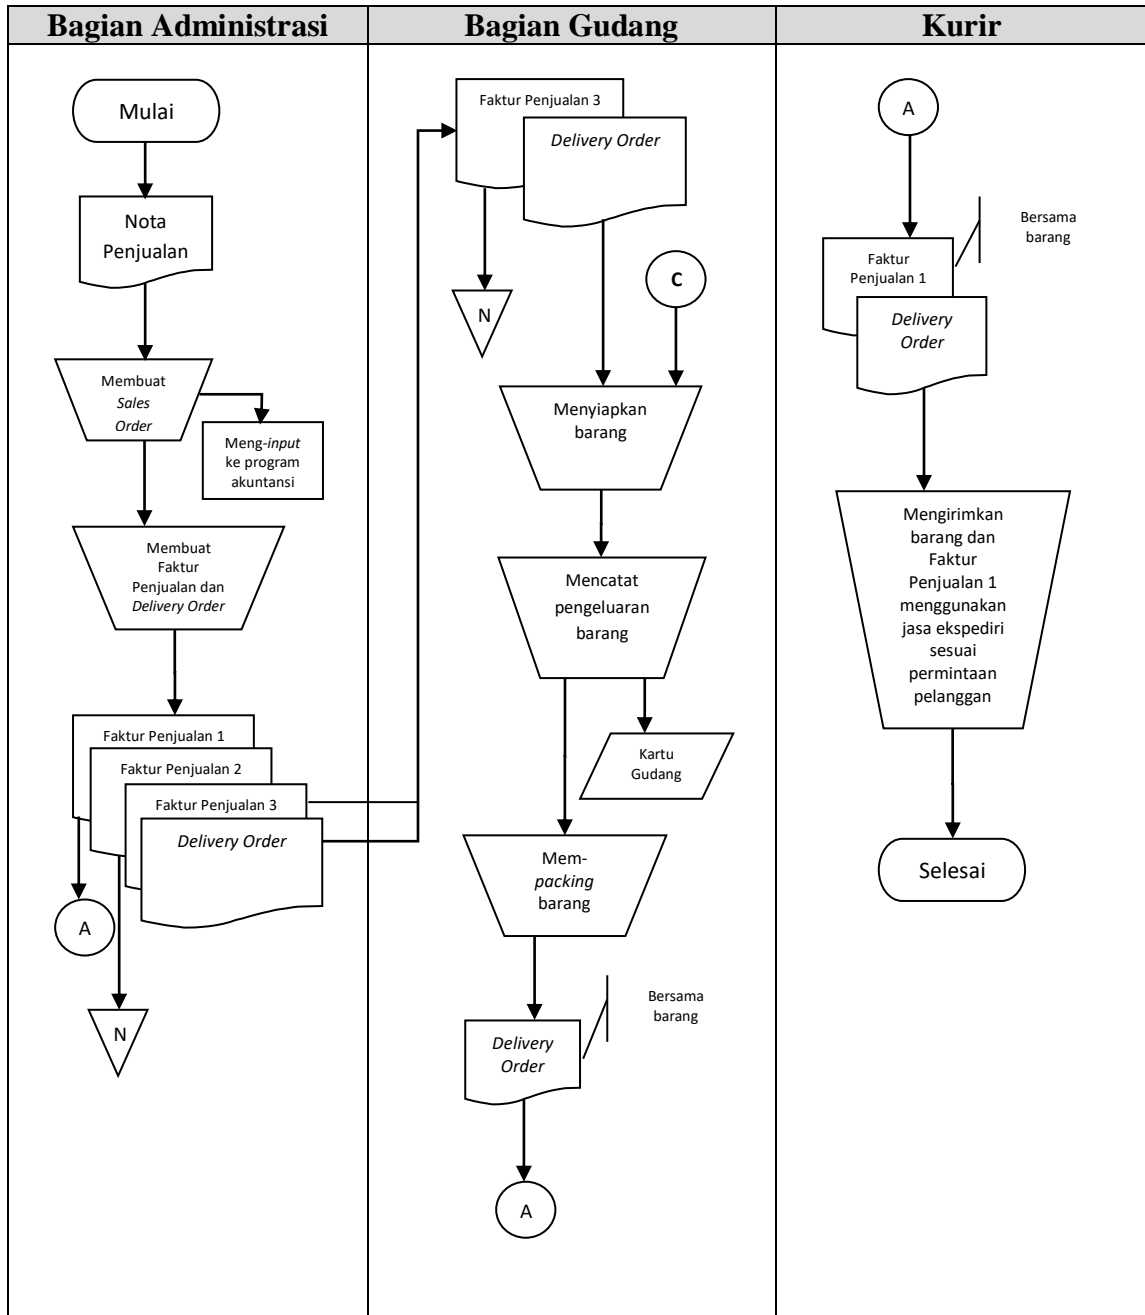 Bagian Administrasi
Mulai
Nota
Penjualan
Membuat
Sales
Order
Meng-input
ke program
akuntansi
Membuat
Faktur
Penjualan dan
Delivery Order
Faktur Penjualan 1
Faktur Penjualan 2
Faktur Penjualan 3
Delivery Order
A
N
Bagian Gudang
Faktur Penjualan 3
Delivery Order
N
C
Menyiapkan
barang
Mencatat
pengeluaran
barang
Kartu
Gudang
Mem-
packing
barang
Bersama
barang
Delivery
Order
A
Kurir
A
Bersama
barang
Faktur
Penjualan 1
Delivery
Order
Mengirimkan
barang dan
Faktur
Penjualan 1
menggunakan
jasa ekspediri
sesuai
permintaan
pelanggan
Selesai